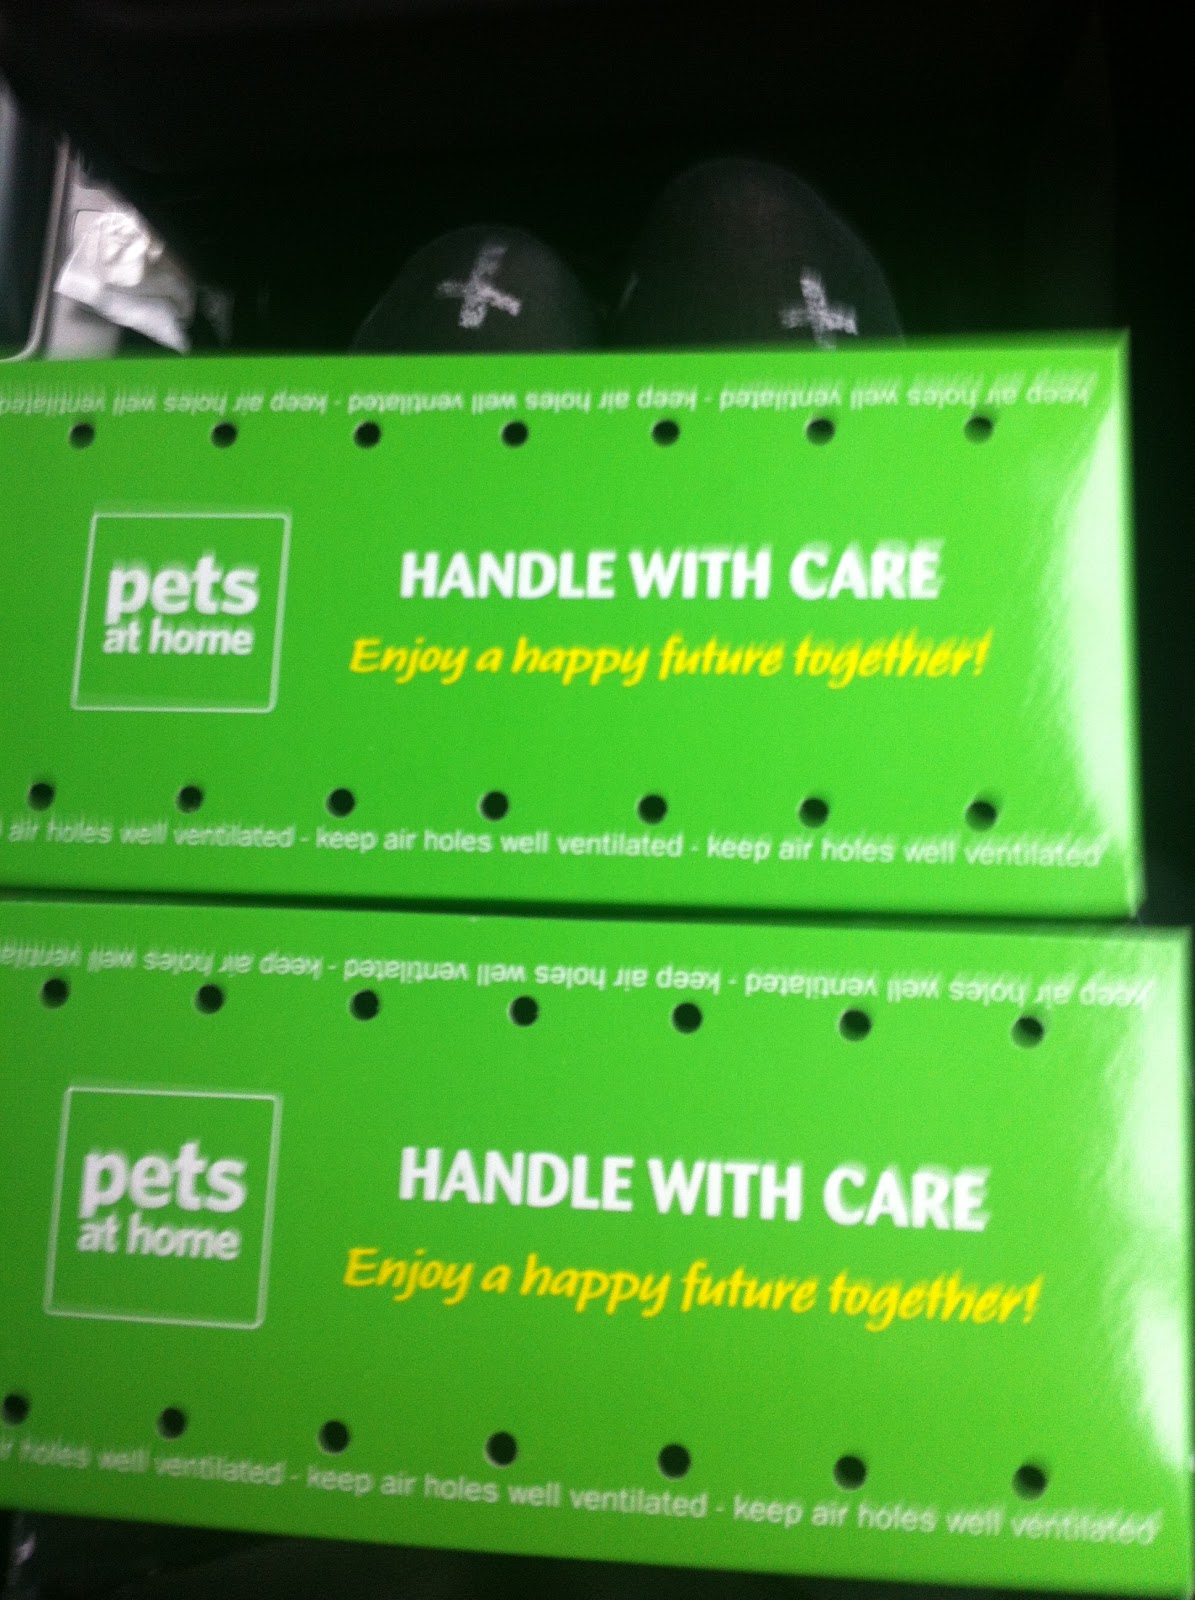 keep air holes well ventilated - keep air holes well ventilated - keep air holes well ventilated
pets
at home
HANDLE WITH CARE
Enjoy a happy future together!
air holes well ventilated - keep air holes well ventilated - keep air holes well ventilated
keep air holes well ventilated - keep air holes well ventilated - keep air holes well
pets
at home
HANDLE WITH CARE
Enjoy a happy future together!
holes well ventilated - keep air holes well ventilated - keep air holes well ventilated